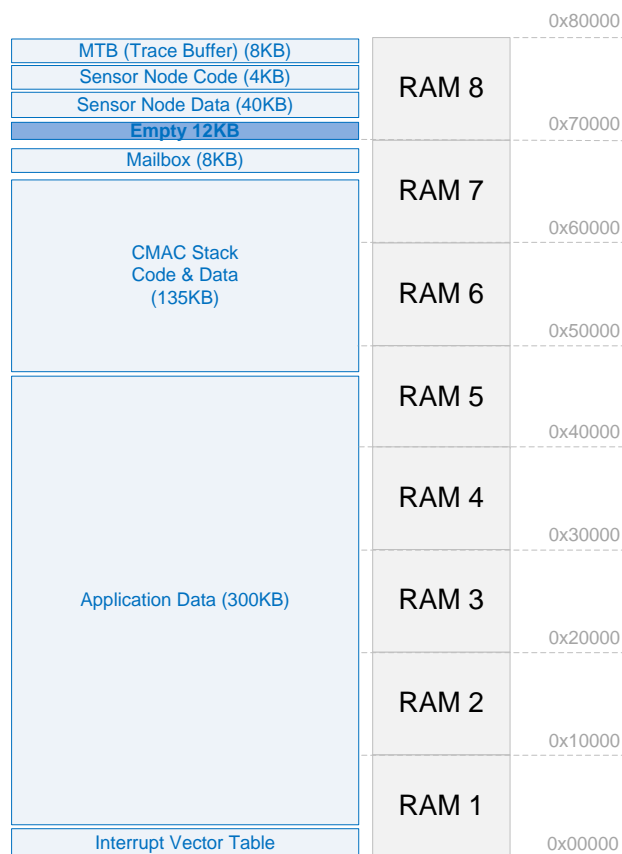 0x80000
MTB (Trace Buffer) (8KB)
Sensor Node Code (4KB)
Sensor Node Data (40KB)
Empty 12KB
Mailbox (8KB)
CMAC Stack
Code & Data
(135KB)
Application Data (300KB)
Interrupt Vector Table
RAM 8
RAM 7
RAM 6
RAM 5
RAM 4
RAM 3
RAM 2
RAM 1
0x70000
0x60000
0x50000
0x40000
0x30000
0x20000
0x10000
0x00000